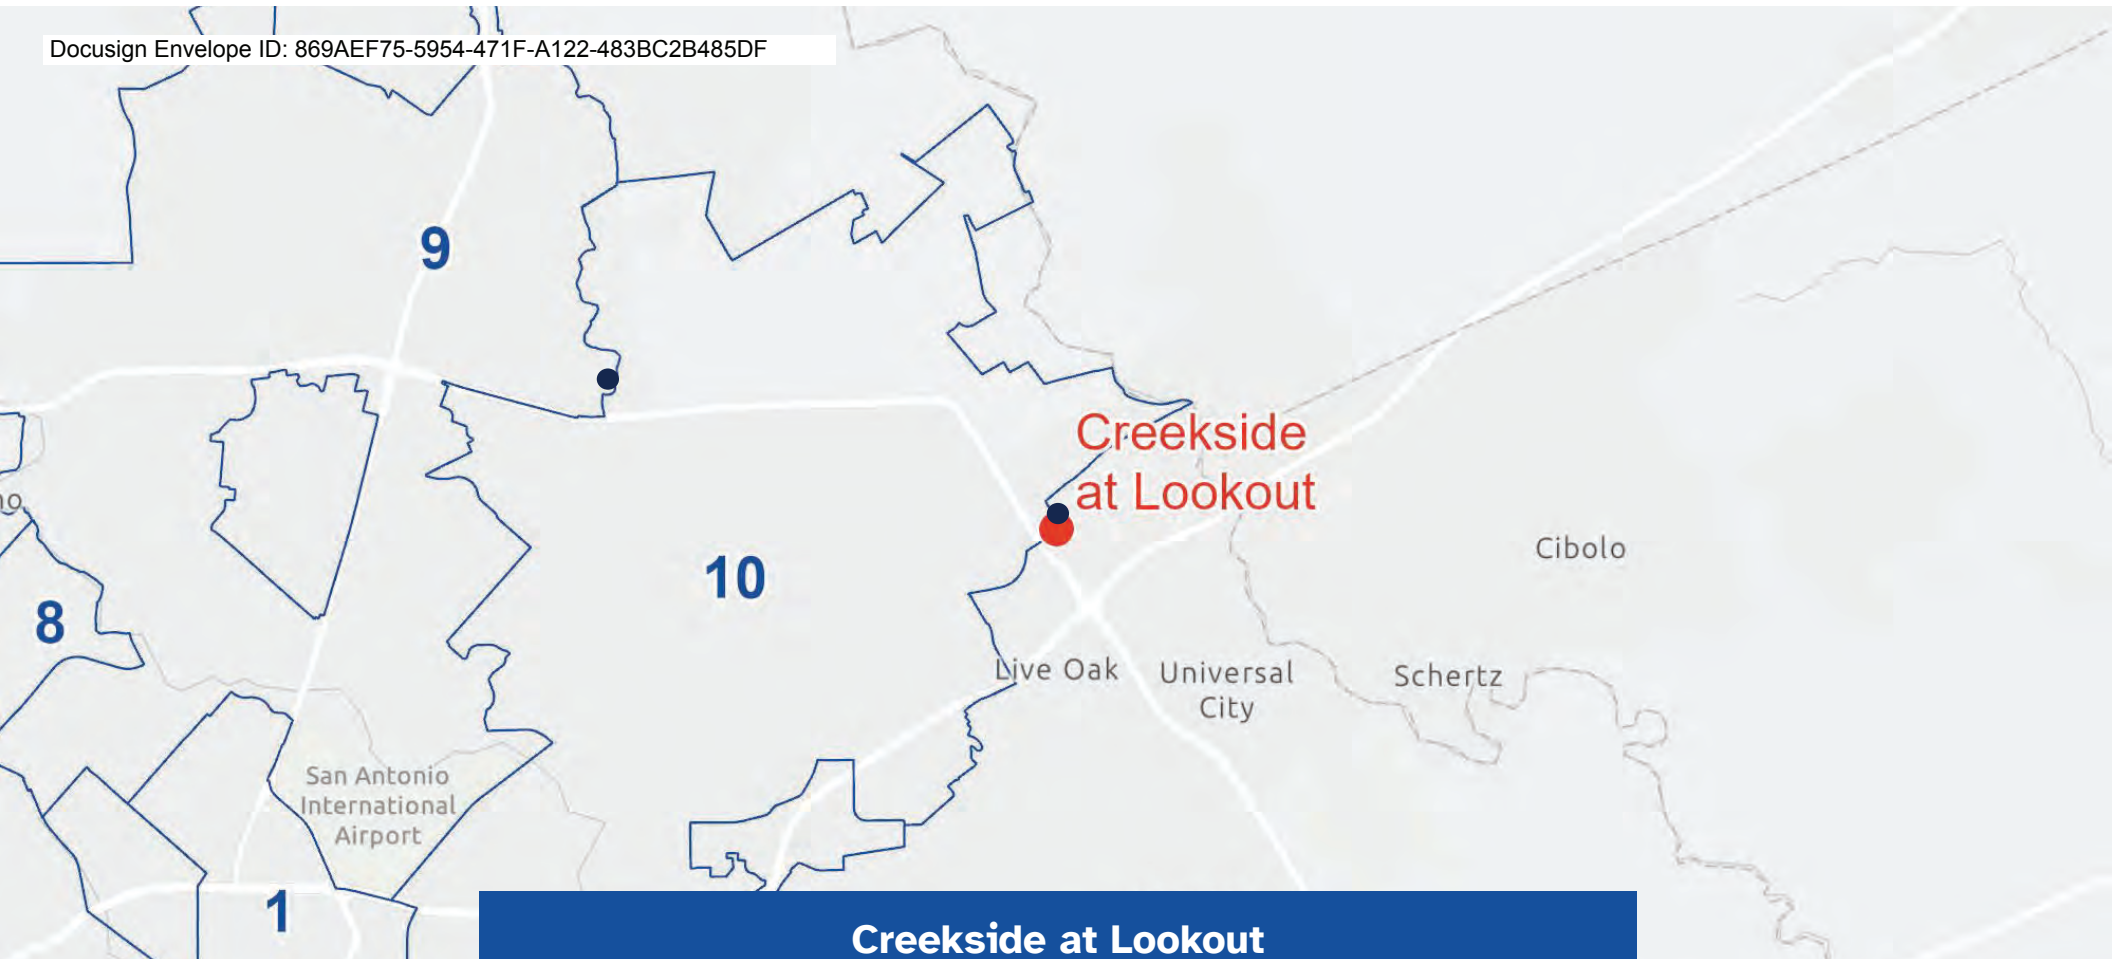 Docusign Envelope ID: 869AEF75-5954-471F-A122-483BC2B485DF
9
Creekside
at Lookout
10
Cibolo
8
Live Oak
Universal
City
Schertz
San Antonio
International
Airport
1
Creekside at Lookout